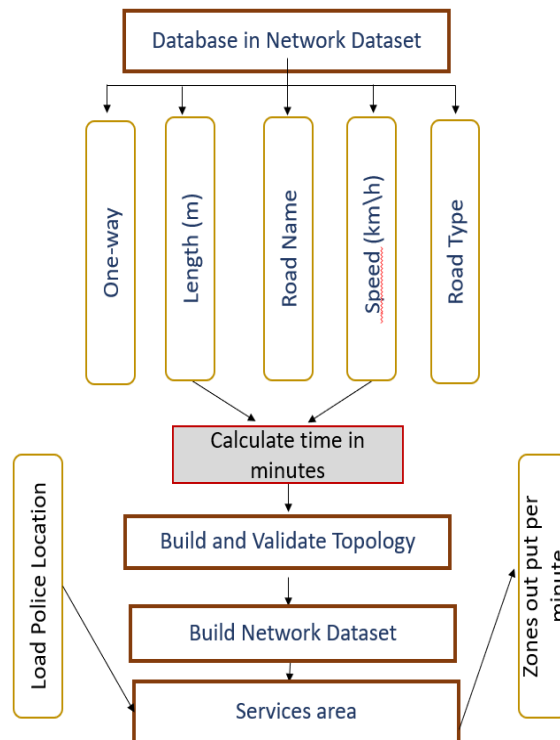 Database in Network Dataset
One-way
Length (m)
Road Name
Speed (km\h)
Road Type
Calculate time in
minutes
Load Police Location
Build and Validate Topology
Build Network Dataset
Services area
Zones out put per
minute